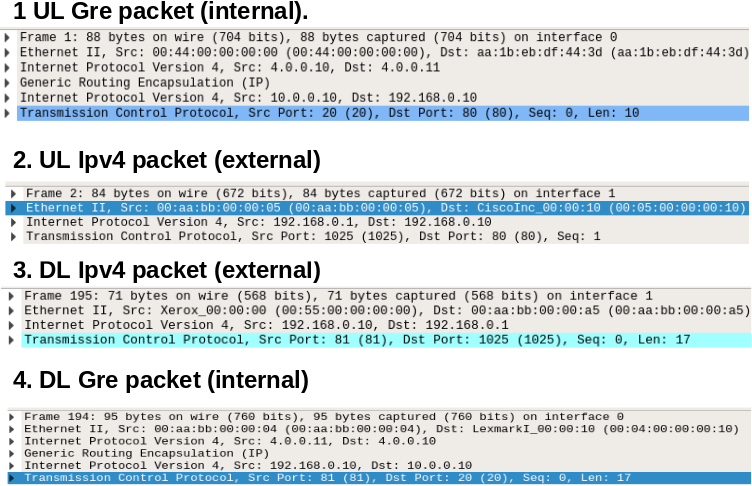 1 UL Gre packet (internal).
Frame 1: 88 bytes on wire (704 bits), 88 bytes captured (704 bits) on interface 0
Ethernet II, Src: 00:44:00:00:00:00 (00:44:00:00:00:00), Dst: aa:1b:eb:df:44:3d (aa:1b:eb:df:44:3d)
Internet Protocol Version 4, Src: 4.0.0.10, Dst: 4.0.0.11
Generic Routing Encapsulation (IP)
Internet Protocol Version 4, Src: 10.0.0.10, Dst: 192.168.0.10
Transmission Control Protocol, Src Port: 20 (20), Dst Port: 80 (80), Seq: 0, Len: 10
2. UL Ipv4 packet (external)
Frame 2: 84 bytes on wire (672 bits), 84 bytes captured (672 bits) on interface 1
Ethernet II, Src: 00:aa:bb:00:00:05 (00:aa:bb:00:00:05), Dst: CiscoInc_00:00:10 (00:05:00:00:00:10)
Internet Protocol Version 4, Src: 192.168.0.1, Dst: 192.168.0.10
Transmission Control Protocol, Src Port: 1025 (1025), Dst Port: 80 (80), Seq: 1
3. DL Ipv4 packet (external)
Frame 195: 71 bytes on wire (568 bits), 71 bytes captured (568 bits) on interface 1
Ethernet II, Src: Xerox_00:00:00 (00:55:00:00:00:00), Dst: 00:aa:bb:00:00:a5 (00:aa:bb:00:00:a5)
Internet Protocol Version 4, Src: 192.168.0.10, Dst: 192.168.0.1
Transmission Control Protocol, Src Port: 81 (81), Dst Port: 1025 (1025), Seq: 0, Len: 17
4. DL Gre packet (internal)
Frame 194: 95 bytes on wire (760 bits), 95 bytes captured (760 bits) on interface 0
Ethernet II, Src: 00:aa:bb:00:00:04 (00:aa:bb:00:00:04), Dst: LexmarkI_00:00:10 (00:04:00:00:00:10)
Internet Protocol Version 4, Src: 4.0.0.11, Dst: 4.0.0.10
Generic Routing Encapsulation (IP)
Internet Protocol Version 4, Src: 192.168.0.10, Dst: 10.0.0.10
Transmission Control Protocol, Src Port: 81 (81), Dst Port: 20 (20), Seq: 0, Len: 17